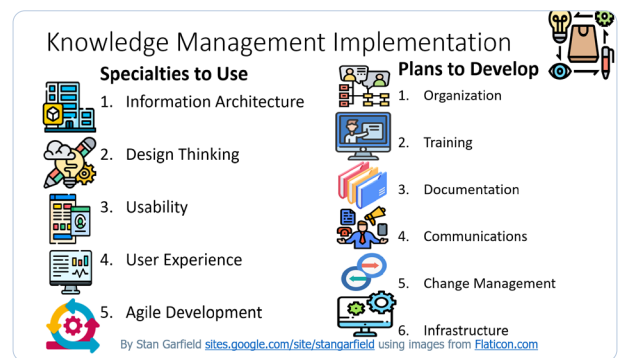 Knowledge Management Implementation
Specialties to Use
1. Information Architecture
2. Design Thinking
3. Usability
4. User Experience
5. Agile Development
Plans to Develop
1. Organization
2. Training
3. Documentation
4. Communications
5. Change Management
6. Infrastructure
By Stan Garfield sites.google.com/site/stangarfield using images from Flaticon.com